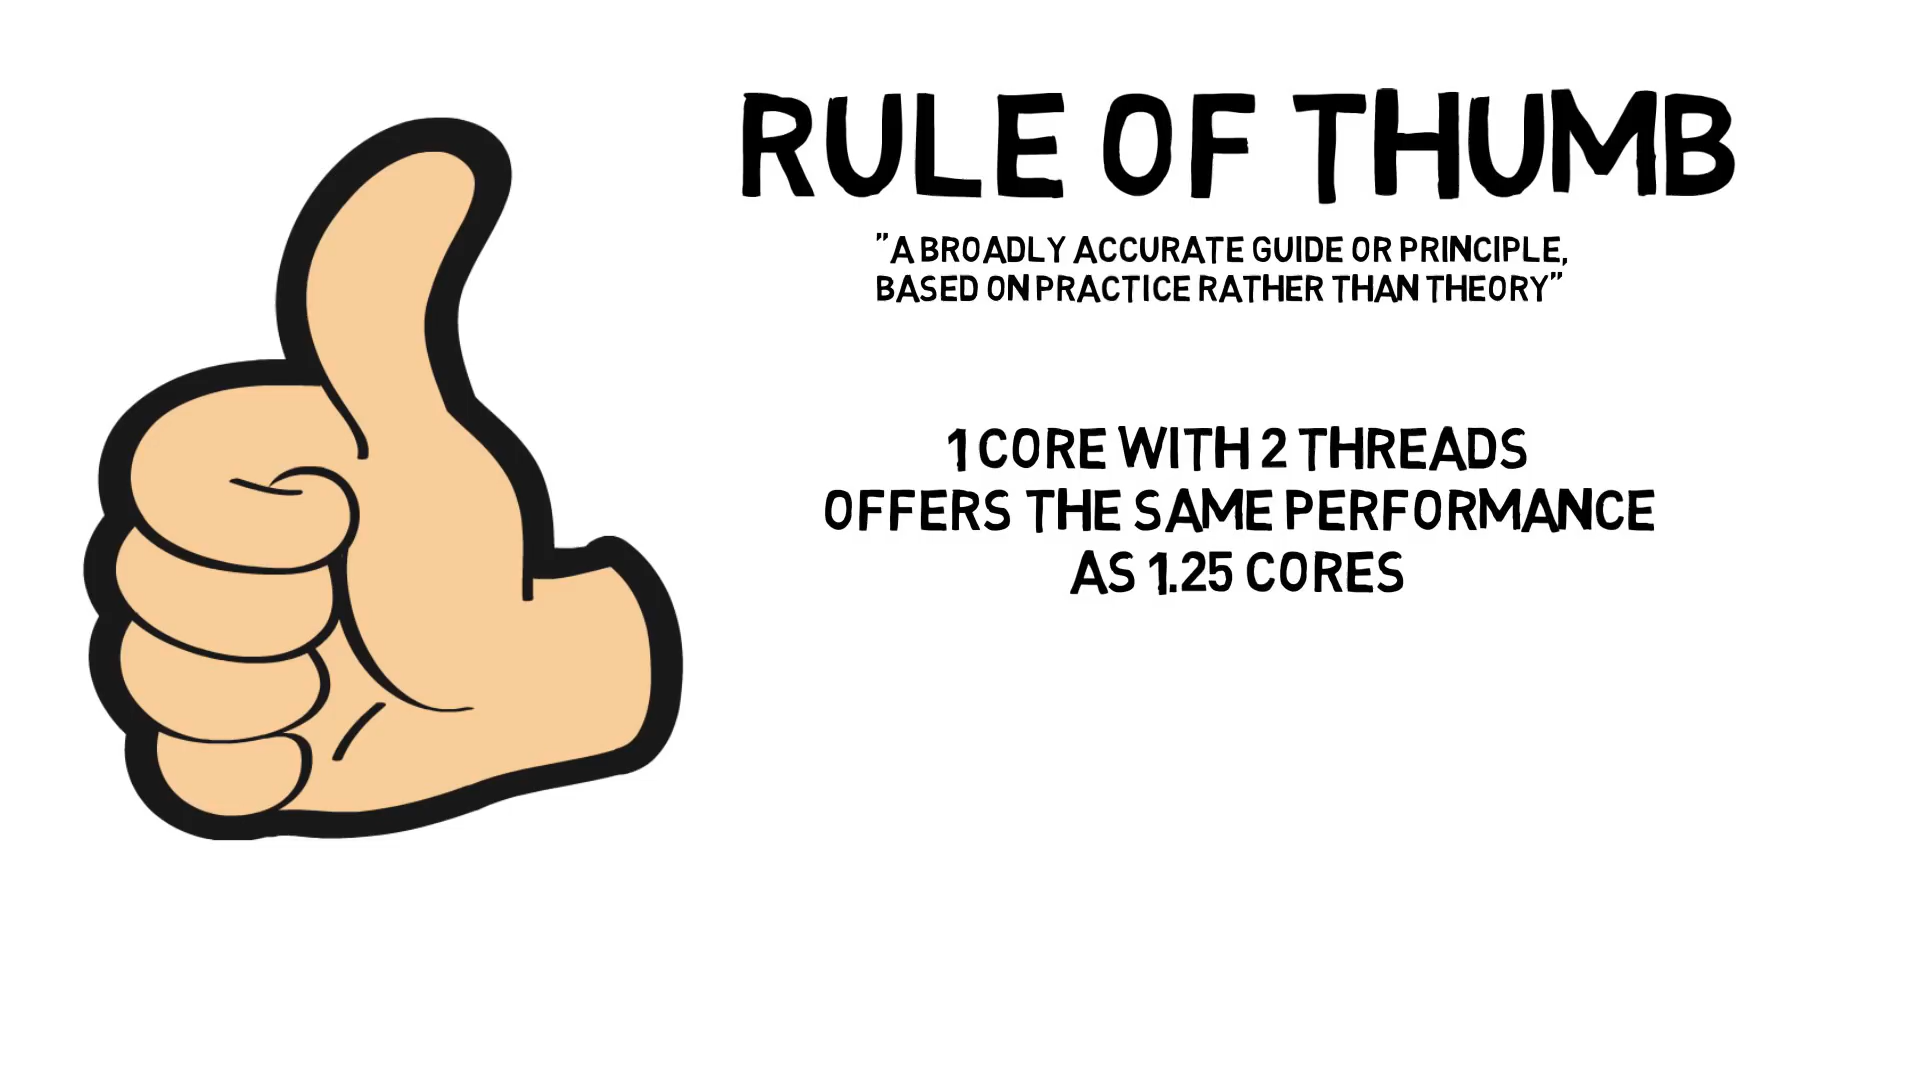 RULE OF THUMB
"A BROADLY ACCURATE GUIDE OR PRINCIPLE,
BASED ON PRACTICE RATHER THAN THEORY"
1 CORE WITH 2 THREADS
OFFERS THE SAME PERFORMANCE
AS 1.25 CORES